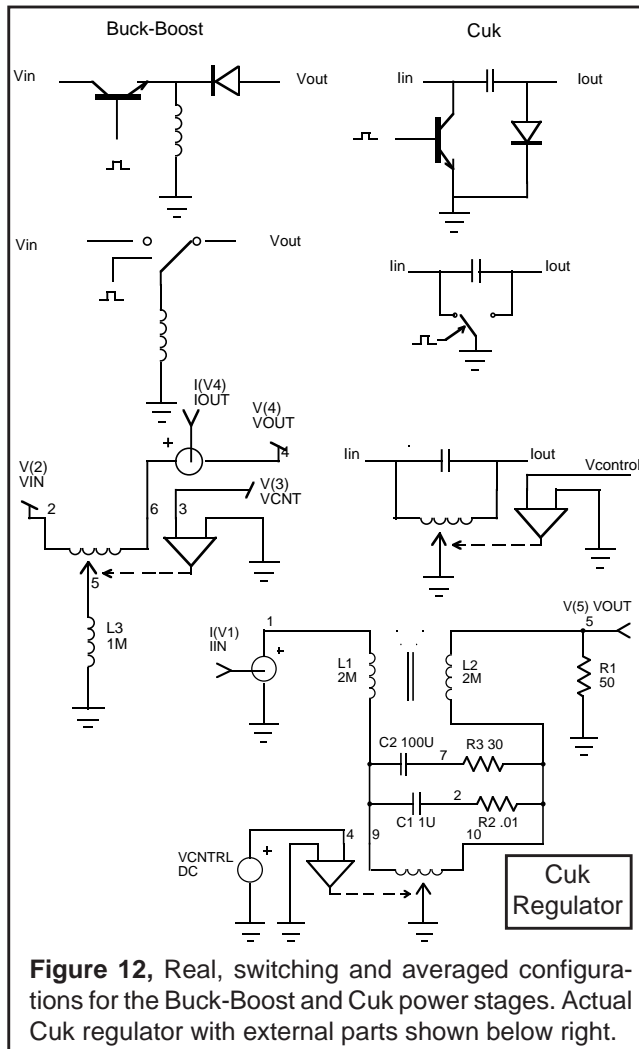 Buck-Boost
Cuk
Vin
Vout
Iin
Iout
Vin
Vout
Iin
Iout
I(V4)
IOUT
+
V(4)
VOUT
4
V(2)
VIN
2
6
3
V(3)
VCNT
5
L3
1M
Iin
Iout
Vcontrol
I(V1)
IIN
1
+
L1
2M
L2
2M
V(5) VOUT
5
R1
50
C2 100U
7
R3 30
C1 1U
2
R2 .01
9
10
VCNTRL
DC
+
4
Cuk
Regulator
Figure 12, Real, switching and averaged configura-
tions for the Buck-Boost and Cuk power stages. Actual
Cuk regulator with external parts shown below right.